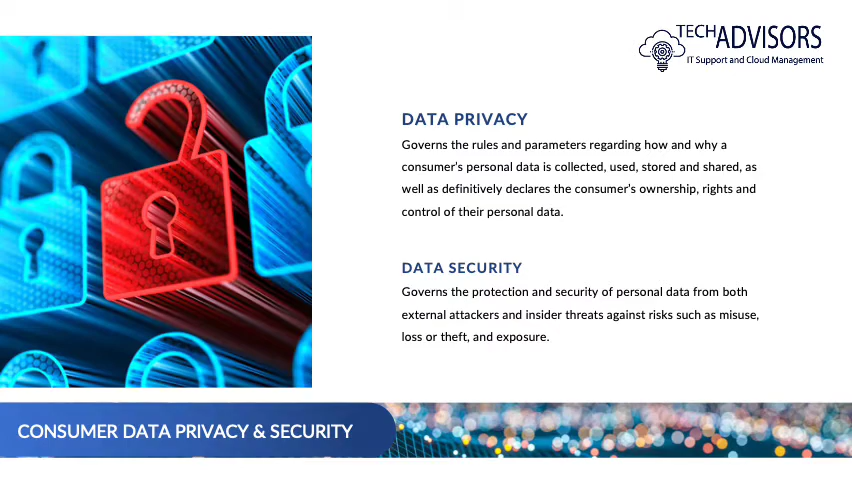 TECHADVISORS
IT Support and Cloud Management
DATA PRIVACY
Governs the rules and parameters regarding how and why a
consumer's personal data is collected, used, stored and shared, as
well as definitively declares the consumer's ownership, rights and
control of their personal data.
DATA SECURITY
Governs the protection and security of personal data from both
external attackers and insider threats against risks such as misuse,
loss or theft, and exposure.
CONSUMER DATA PRIVACY & SECURITY